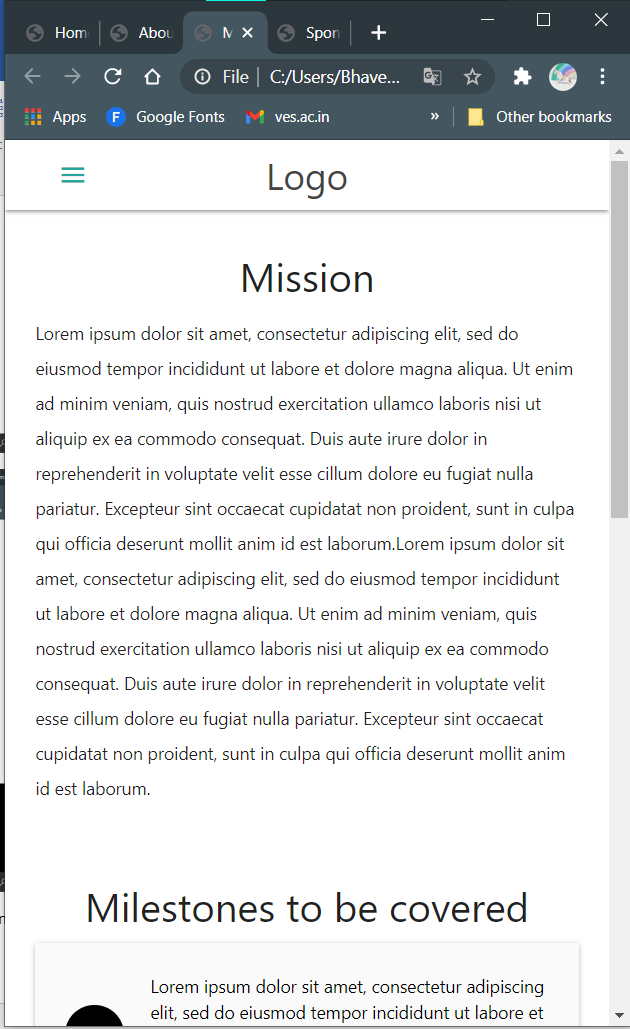 Hom
Abou
M
Spon
File
C:/Users/Bhave...
Apps
Google Fonts
ves.ac.in
»
Other bookmarks
Logo
Mission
Lorem ipsum dolor sit amet, consectetur adipiscing elit, sed do
eiusmod tempor incididunt ut labore et dolore magna aliqua. Ut enim
ad minim veniam, quis nostrud exercitation ullamco laboris nisi ut
aliquip ex ea commodo consequat. Duis aute irure dolor in
reprehenderit in voluptate velit esse cillum dolore eu fugiat nulla
pariatur. Excepteur sint occaecat cupidatat non proident, sunt in culpa
qui officia deserunt mollit anim id est laborum.Lorem ipsum dolor sit
amet, consectetur adipiscing elit, sed do eiusmod tempor incididunt
ut labore et dolore magna aliqua. Ut enim ad minim veniam, quis
nostrud exercitation ullamco laboris nisi ut aliquip ex ea commodo
consequat. Duis aute irure dolor in reprehenderit in voluptate velit
esse cillum dolore eu fugiat nulla pariatur. Excepteur sint occaecat
cupidatat non proident, sunt in culpa qui officia deserunt mollit anim
id est laborum.
Milestones to be covered
Lorem ipsum dolor sit amet, consectetur adipiscing
elit, sed do eiusmod tempor incididunt ut labore et